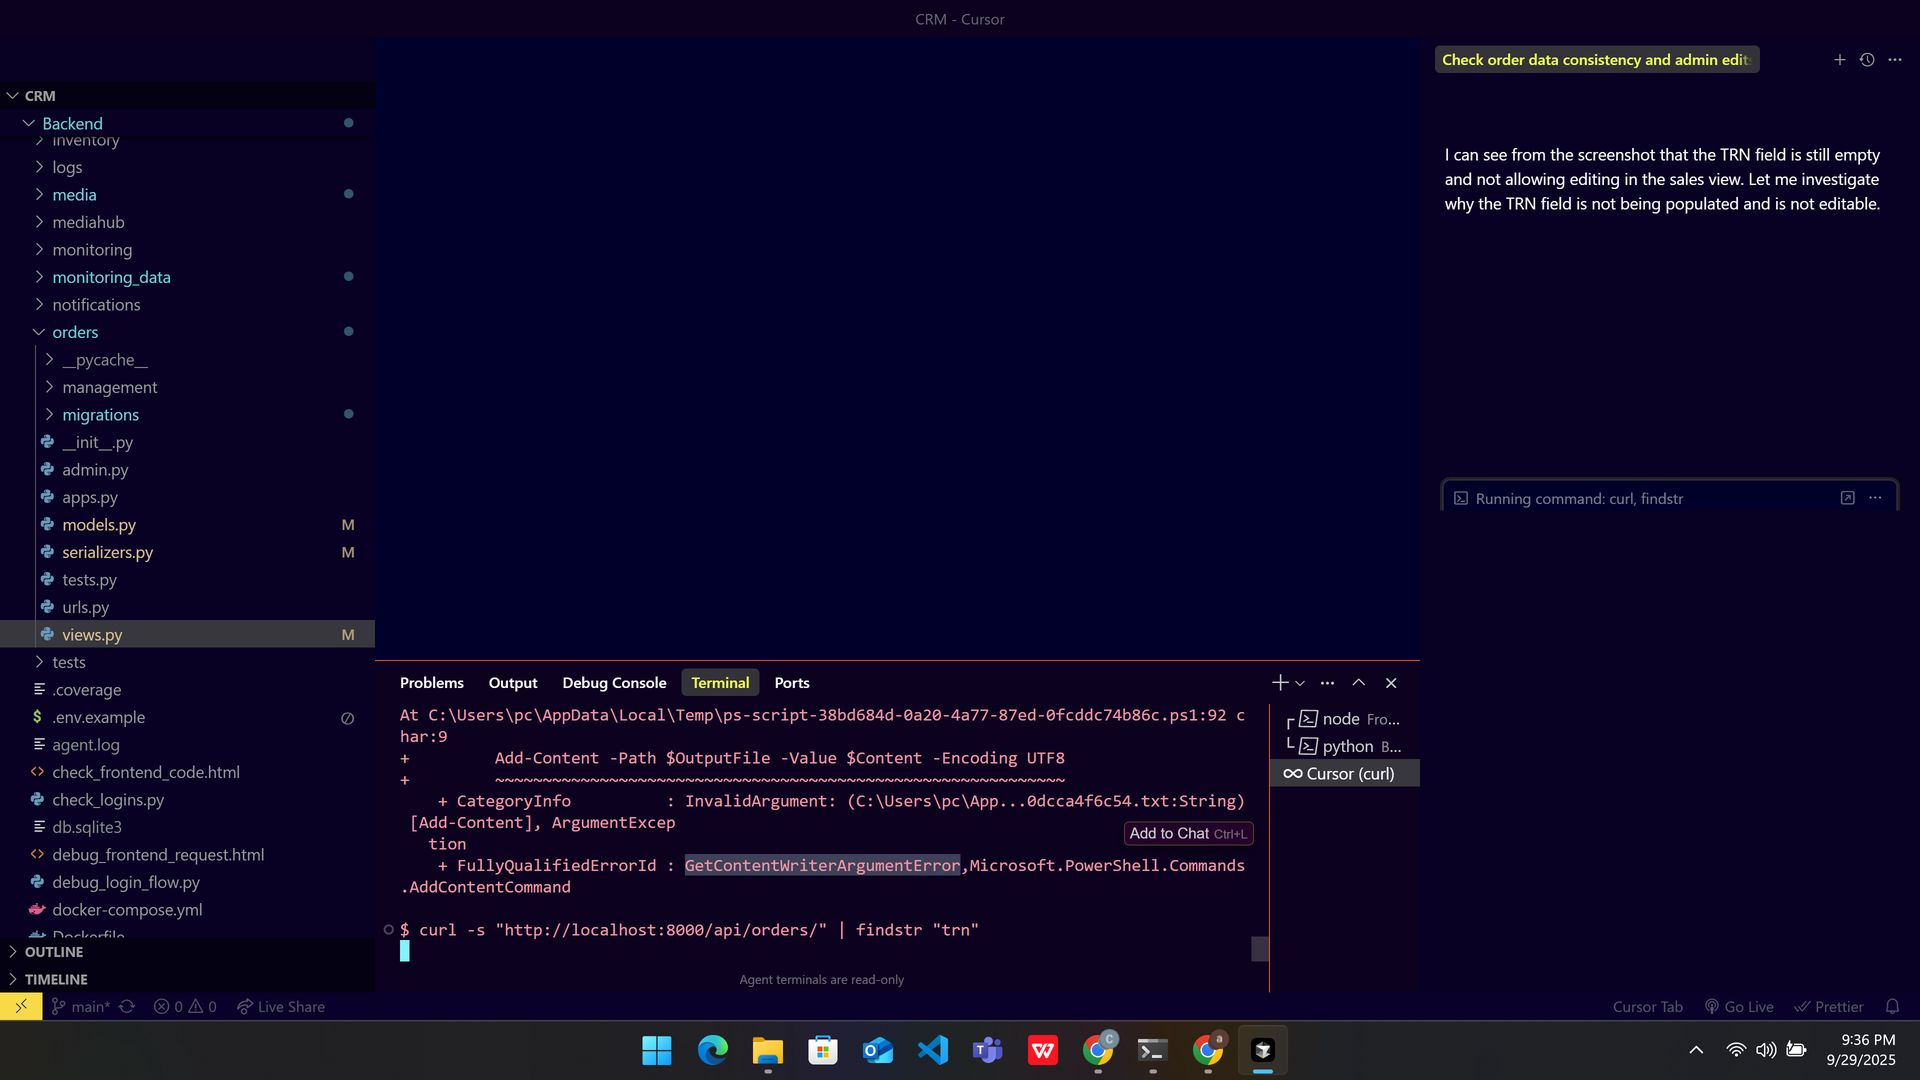 CRM - Cursor
CRM
Backend
inventory
logs
media
mediahub
monitoring
monitoring_data
notifications
orders
__pycache__
management
migrations
__init__.py
admin.py
apps.py
models.py M
serializers.py M
tests.py
urls.py
views.py M
tests
.coverage
.env.example
agent.log
check_frontend_code.html
check_logins.py
db.sqlite3
debug_frontend_request.html
debug_login_flow.py
docker-compose.yml
Dockerfile
OUTLINE
TIMELINE
Problems Output Debug Console Terminal Ports
At C:\Users\pc\AppData\Local\Temp\ps-script-38bd684d-0a20-4a77-87ed-0fcddc74b86c.ps1:92 c
har:9
+         Add-Content -Path $OutputFile -Value $Content -Encoding UTF8
+         ~~~~~~~~~~~~~~~~~~~~~~~~~~~~~~~~~~~~~~~~~~~~~~~~~~~~~~~~~~~~
    + CategoryInfo          : InvalidArgument: (C:\Users\pc\App...0dcca4f6c54.txt:String)
 [Add-Content], ArgumentExcep
   tion
    + FullyQualifiedErrorId : GetContentWriterArgumentError,Microsoft.PowerShell.Commands
.AddContentCommand
Add to Chat Ctrl+L
$ curl -s "http://localhost:8000/api/orders/" | findstr "trn"
Agent terminals are read-only
node Fro...
python B...
Cursor (curl)
Check order data consistency and admin edit
I can see from the screenshot that the TRN field is still empty
and not allowing editing in the sales view. Let me investigate
why the TRN field is not being populated and is not editable.
Running command: curl, findstr
main* 0 0 Live Share
Cursor Tab Go Live Prettier
9:36 PM
9/29/2025